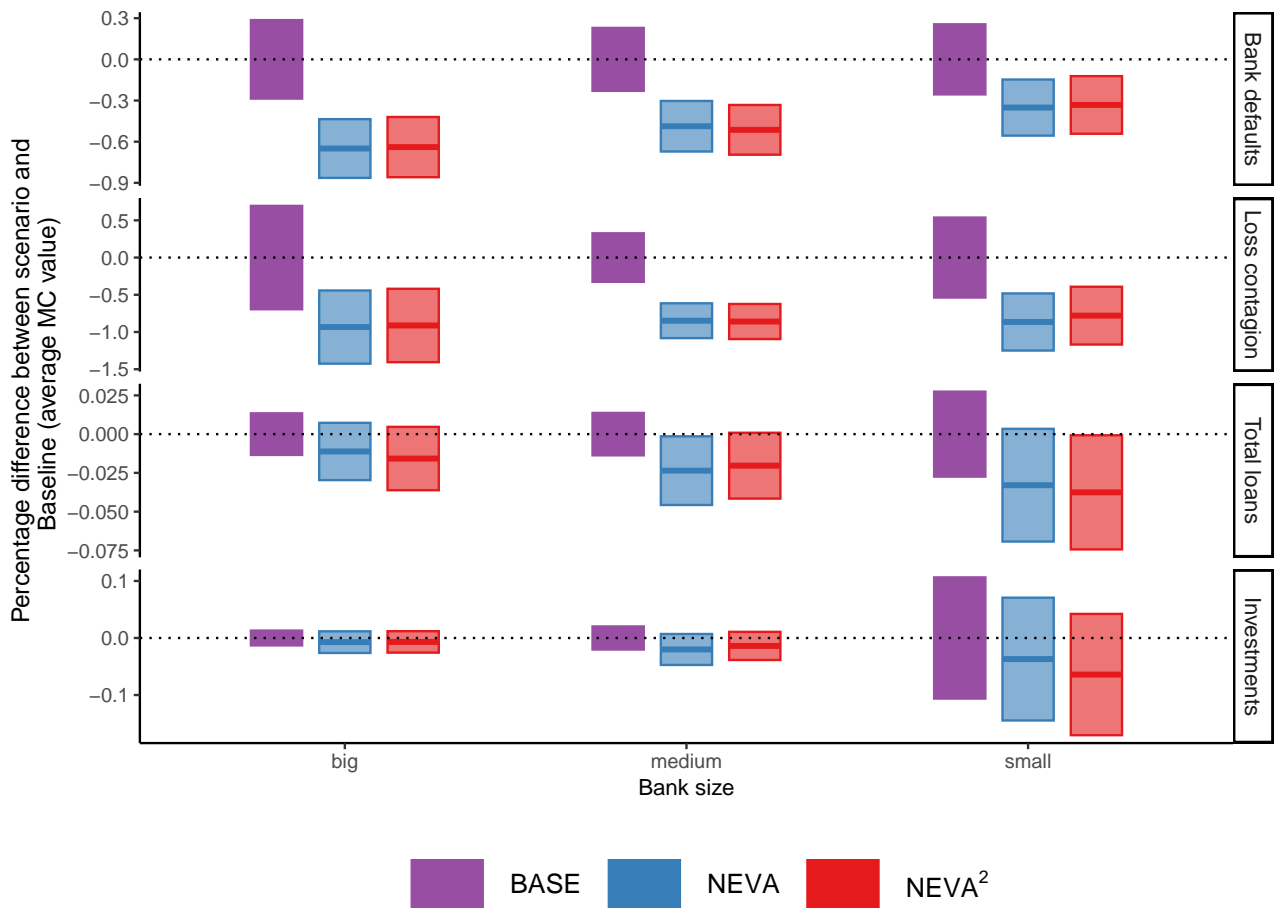 Percentage difference between scenario and
Baseline (average MC value)
0.3
0.0
−0.3
−0.6
−0.9
Bank defaults
0.5
0.0
−0.5
−1.0
−1.5
Loss contagion
0.025
0.000
−0.025
−0.050
−0.075
Total loans
0.1
0.0
−0.1
Investments
big medium small
Bank size
BASE NEVA NEVA²